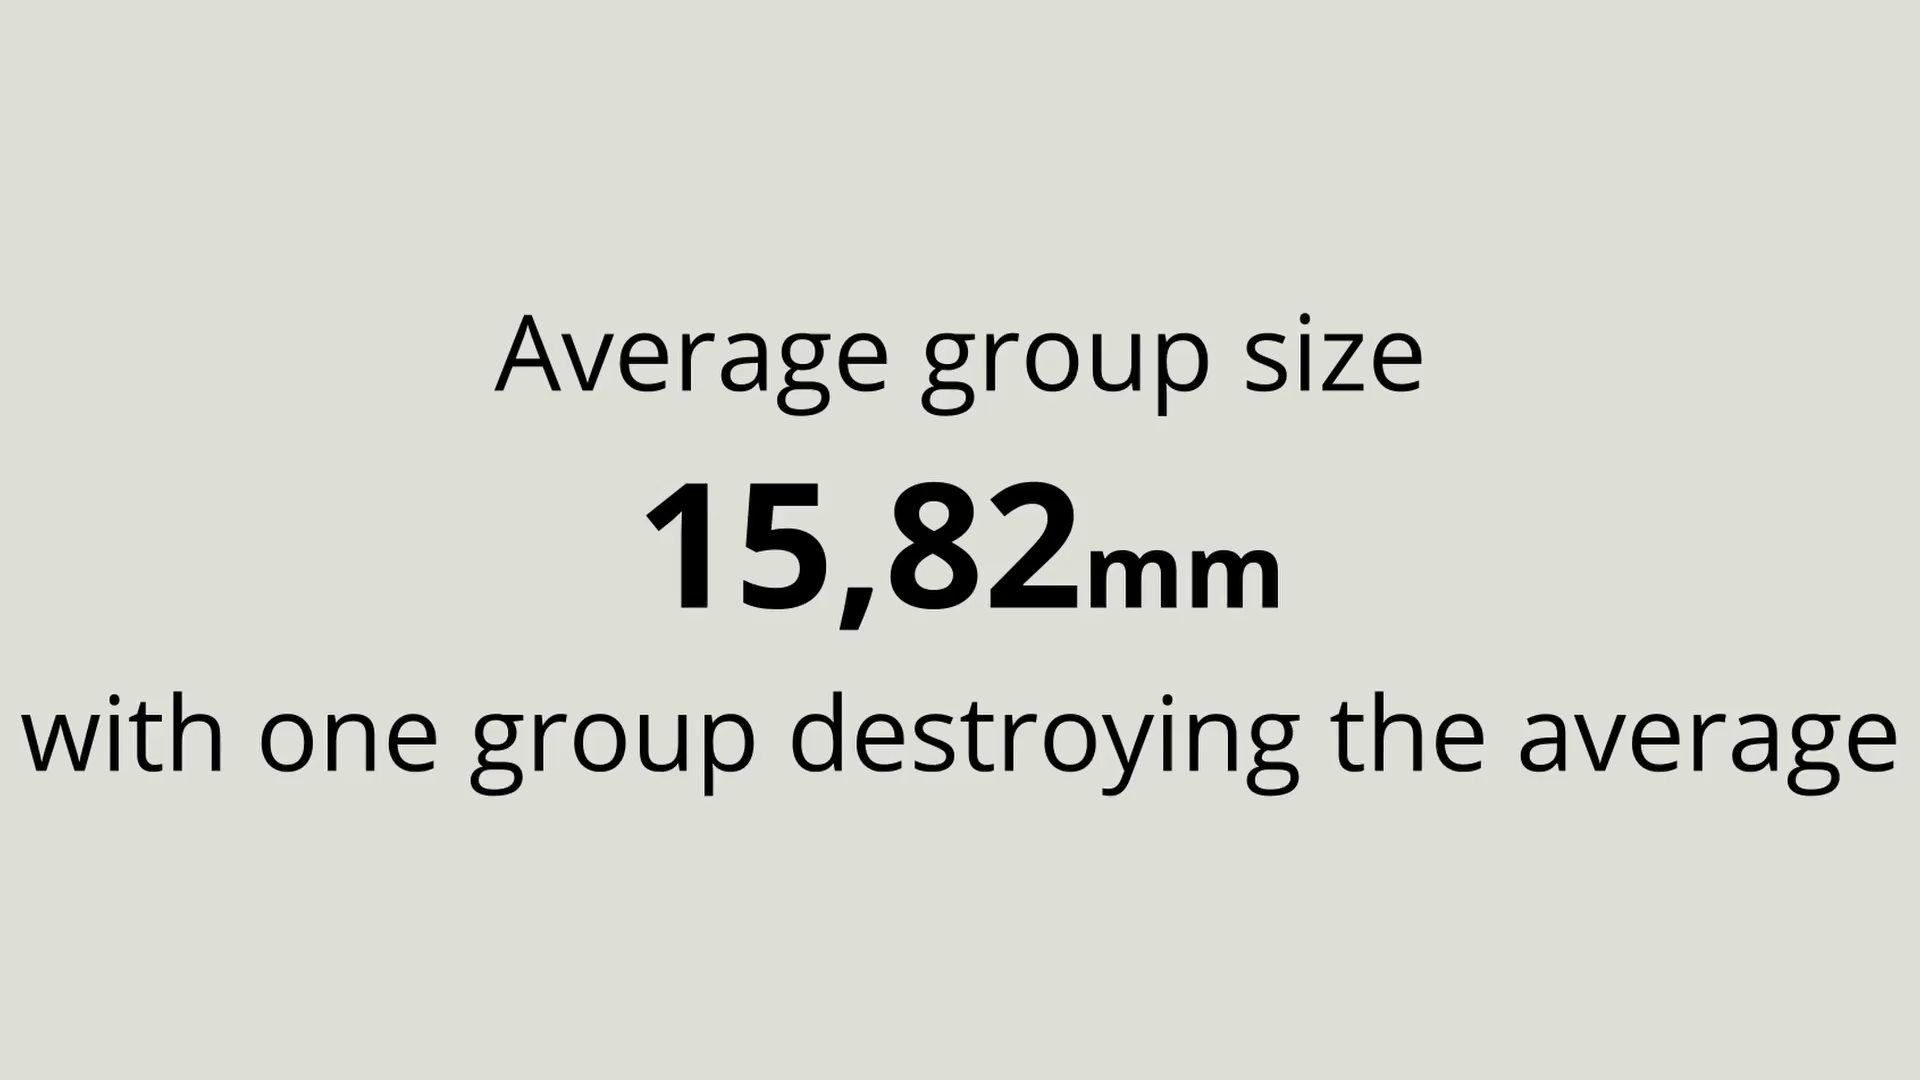 Average group size
15,82mm
with one group destroying the average